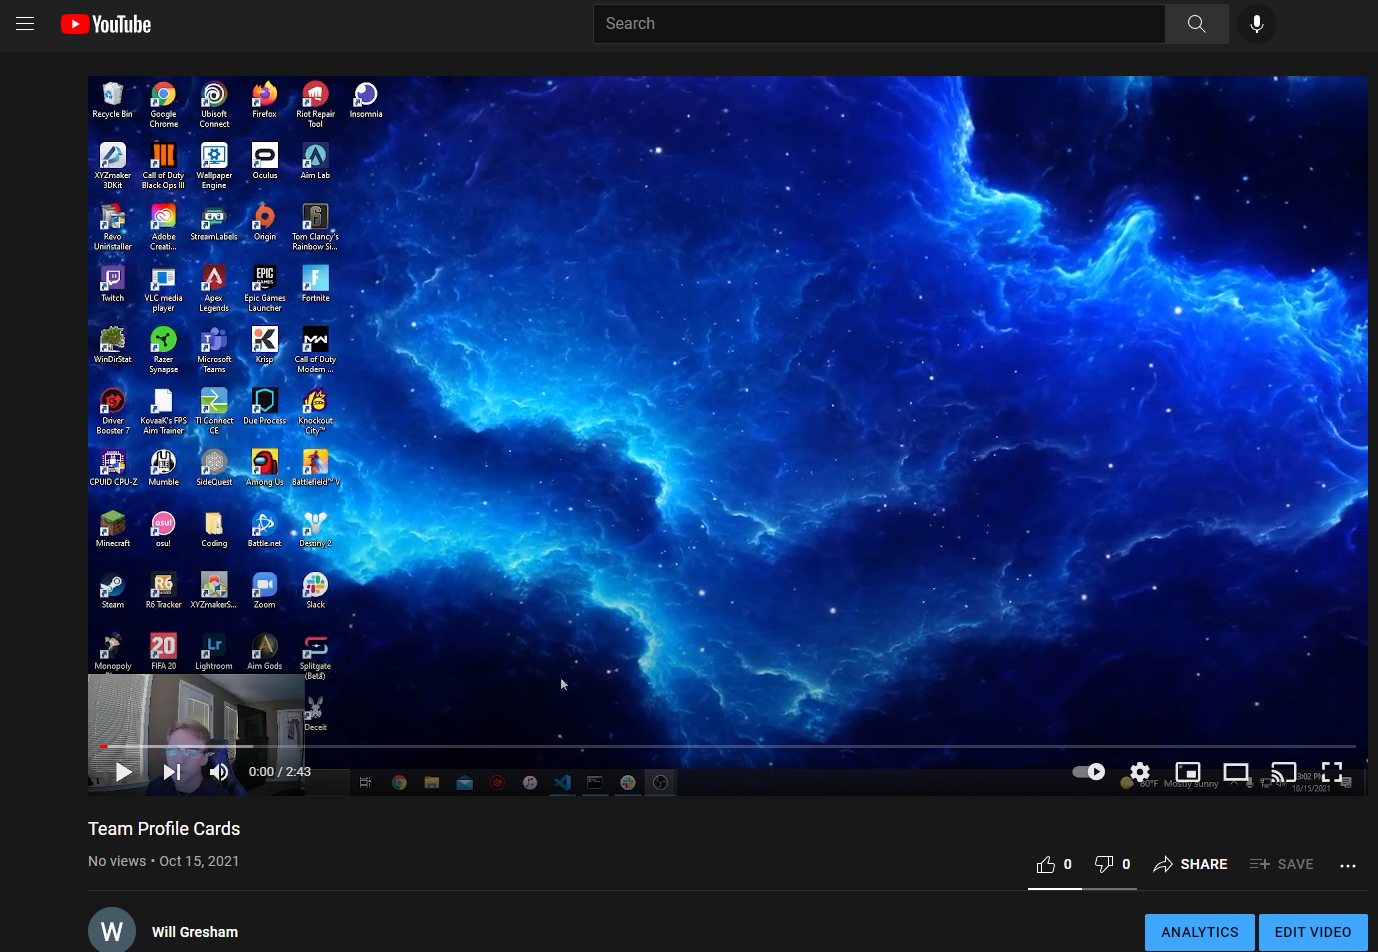 YouTube
Search
Recycle Bin
Google Chrome
Ubisoft Connect
Firefox
Riot Repair Tool
Insomnia
XYZmaker 3DKit
Call of Duty Black Ops III
Wallpaper Engine
Oculus
Aim Lab
Revo Uninstaller
Adobe Creati...
StreamLabels
Origin
Tom Clancy's Rainbow Si...
Twitch
VLC media player
Apex Legends
EPIC GAMES
Epic Games Launcher
Fortnite
WinDirStat
Razer Synapse
Microsoft Teams
Krisp
Call of Duty Modern ...
Driver Booster 7
KovaaK's FPS Aim Trainer
TI Connect CE
Due Process
Knockout City™
CPUID CPU-Z
Mumble
SideQuest
Among Us
Battlefield™ V
Minecraft
osu!
osu!
Coding
Battle.net
Destiny 2
Steam
R6
R6 Tracker
XYZmakerS...
Zoom
Slack
Monopoly
20
FIFA 20
Lr
Lightroom
Aim Gods
Splitgate (Beta)
Deceit
0:00 / 2:43
60°F Mostly sunny
3:02 PM
10/15/2021
Team Profile Cards
No views • Oct 15, 2021
0
0
SHARE
SAVE
W
Will Gresham
ANALYTICS
EDIT VIDEO